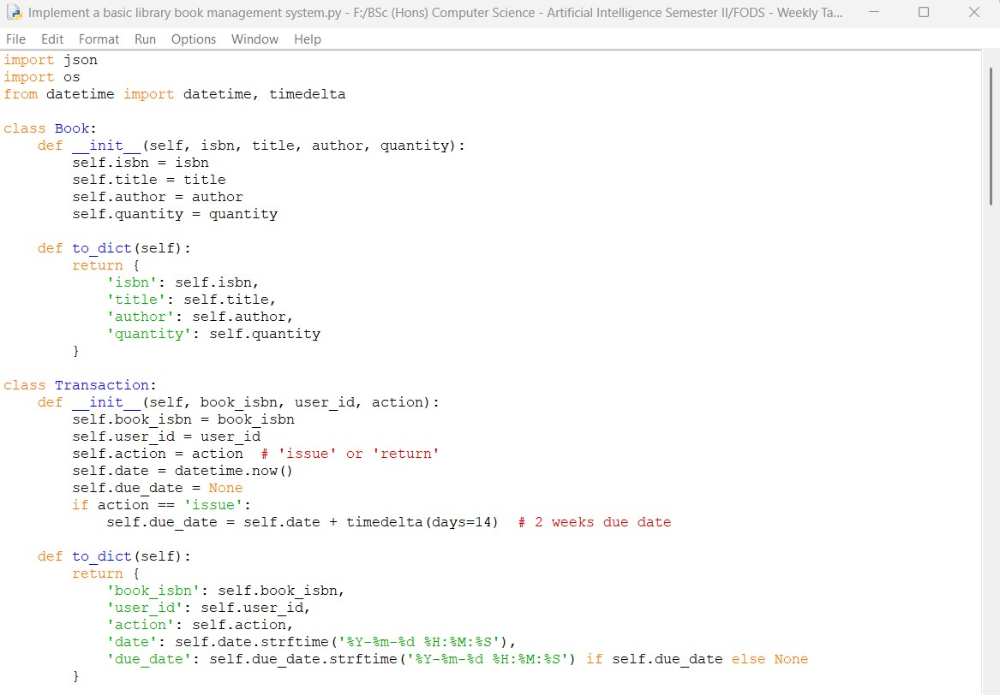 Implement a basic library book management system.py - F:/BSc (Hons) Computer Science - Artificial Intelligence Semester II/FODS - Weekly Ta...
File Edit Format Run Options Window Help
import json
import os
from datetime import datetime, timedelta

class Book:
    def __init__(self, isbn, title, author, quantity):
        self.isbn = isbn
        self.title = title
        self.author = author
        self.quantity = quantity

    def to_dict(self):
        return {
            'isbn': self.isbn,
            'title': self.title,
            'author': self.author,
            'quantity': self.quantity
        }

class Transaction:
    def __init__(self, book_isbn, user_id, action):
        self.book_isbn = book_isbn
        self.user_id = user_id
        self.action = action  # 'issue' or 'return'
        self.date = datetime.now()
        self.due_date = None
        if action == 'issue':
            self.due_date = self.date + timedelta(days=14)  # 2 weeks due date

    def to_dict(self):
        return {
            'book_isbn': self.book_isbn,
            'user_id': self.user_id,
            'action': self.action,
            'date': self.date.strftime('%Y-%m-%d %H:%M:%S'),
            'due_date': self.due_date.strftime('%Y-%m-%d %H:%M:%S') if self.due_date else None
        }